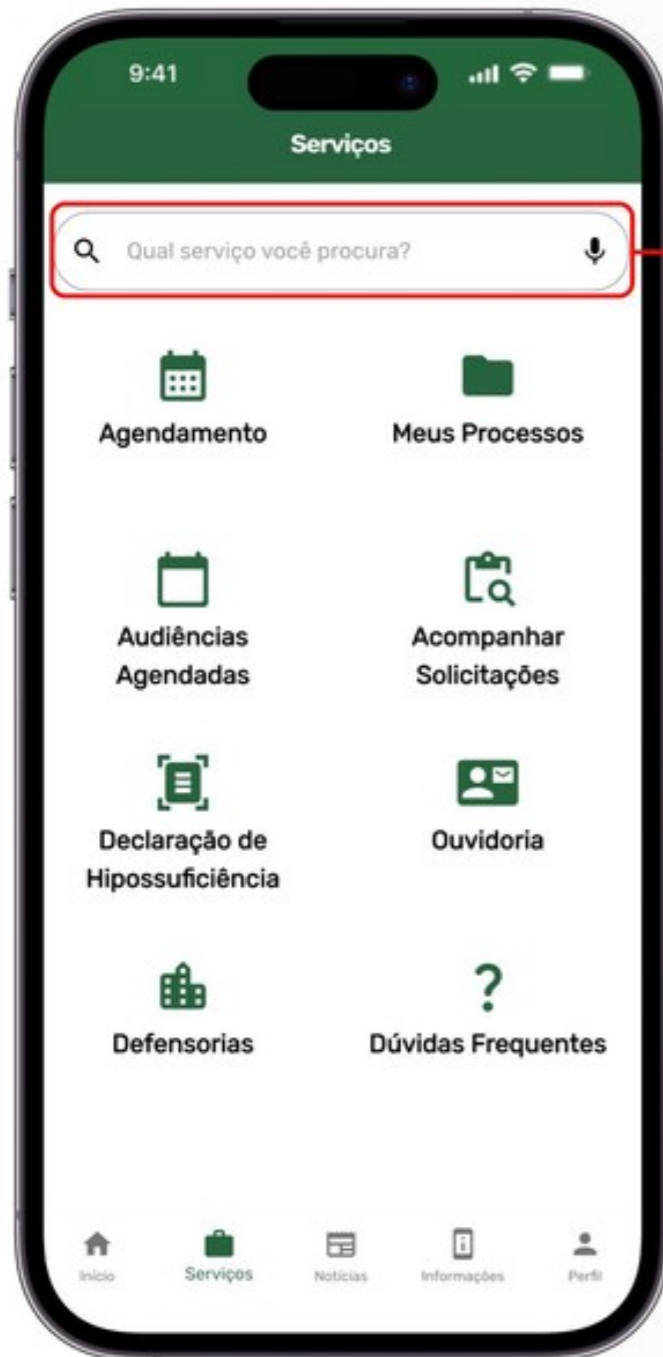 9:41
Serviços
Qual serviço você procura?
Agendamento
Meus Processos
Audiências
Agendadas
Acompanhar
Solicitações
Declaração de
Hipossuficiência
Ouvidoria
Defensorias
Dúvidas Frequentes
Início
Serviços
Notícias
Informações
Perfil